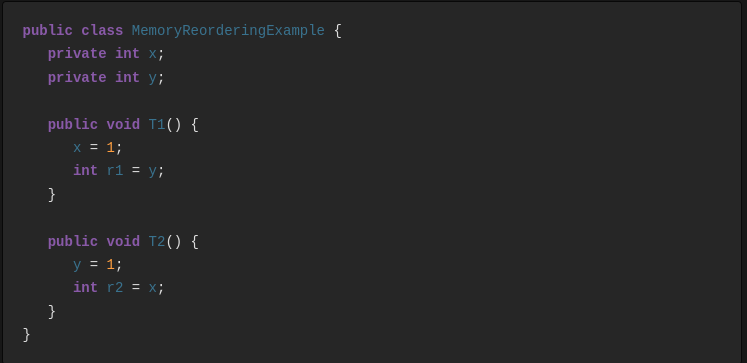 public class MemoryReorderingExample {
   private int x;
   private int y;

   public void T1() {
      x = 1;
      int r1 = y;
   }

   public void T2() {
      y = 1;
      int r2 = x;
   }
}